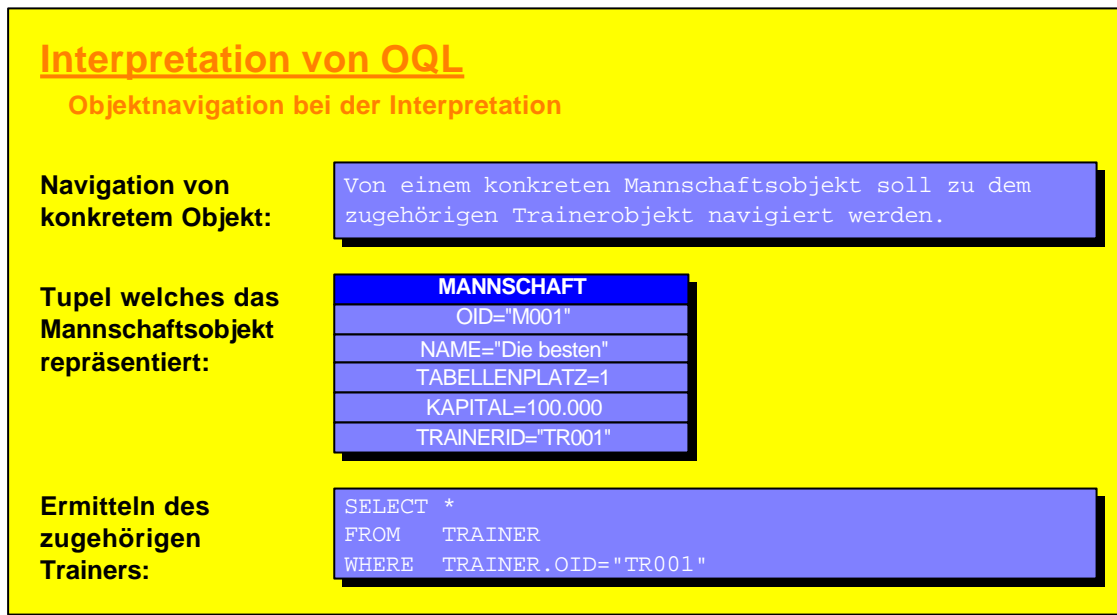 Interpretation von OQL
Objektnavigation bei der Interpretation
Navigation von
konkretem Objekt:
Von einem konkreten Mannschaftsobjekt soll zu dem
zugehörigen Trainerobjekt navigiert werden.
Tupel welches das
Mannschaftsobjekt
repräsentiert:
MANNSCHAFT
OID="M001"
NAME="Die besten"
TABELLENPLATZ=1
KAPITAL=100.000
TRAINERID="TR001"
Ermitteln des
zugehörigen
Trainers:
SELECT *
FROM TRAINER
WHERE TRAINER.OID="TR001"